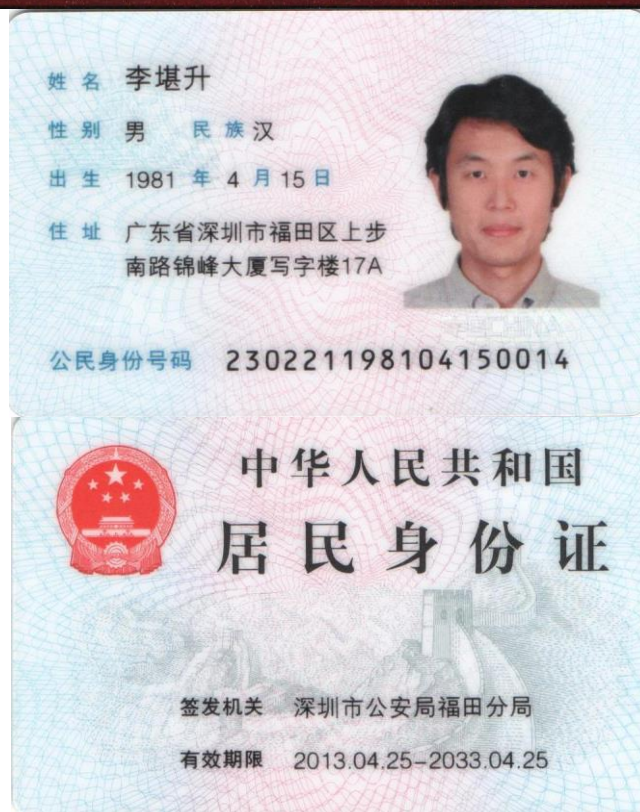 姓名 李堪升
性别 男 民族 汉
出生 1981 年 4 月 15 日
住址 广东省深圳市福田区上步
南路锦峰大厦写字楼17A
公民身份号码 230221198104150014
中华人民共和国
居民身份证
签发机关 深圳市公安局福田分局
有效期限 2013.04.25-2033.04.25